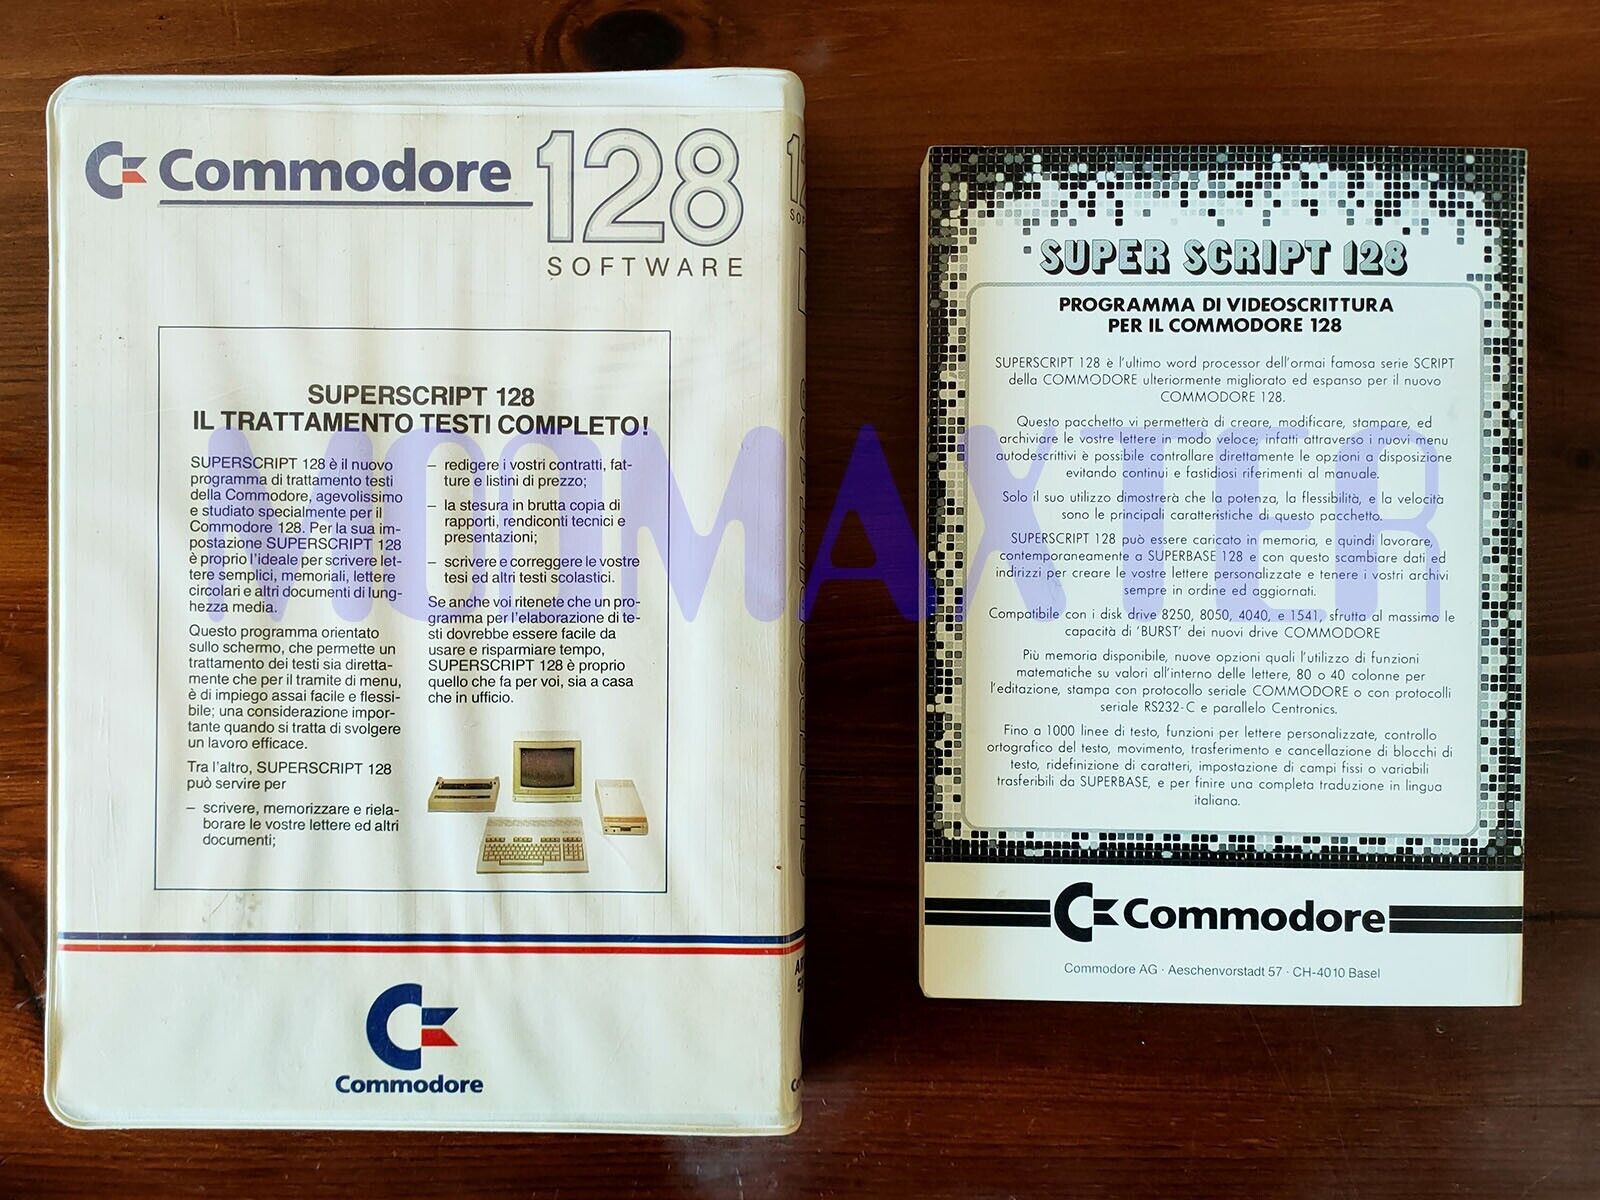 Commodore 128
SOFTWARE
SUPERSCRIPT 128
IL TRATTAMENTO TESTI COMPLETO!
SUPERSCRIPT 128 è il nuovo
programma di trattamento testi
della Commodore, agevolissimo
e studiato specialmente per il
Commodore 128. Per la sua im-
postazione SUPERSCRIPT 128
è proprio l'ideale per scrivere let-
tere semplici, memoriali, lettere
circolari e altri documenti di lung-
hezza media.
Questo programma orientato
sullo schermo, che permette un
trattamento dei testi sia diretta-
mente che per il tramite di menu,
è di impiego assai facile e flessi-
bile; una considerazione impor-
tante quando si tratta di svolgere
un lavoro efficace.
Tra l'altro, SUPERSCRIPT 128
può servire per
– scrivere, memorizzare e riela-
borare le vostre lettere ed altri
documenti;
– redigere i vostri contratti, fat-
ture e listini di prezzo;
– la stesura in brutta copia di
rapporti, rendiconti tecnici e
presentazioni;
– scrivere e correggere le vostre
tesi ed altri testi scolastici.
Se anche voi ritenete che un pro-
gramma per l'elaborazione di te-
sti dovrebbe essere facile da
usare e risparmiare tempo,
SUPERSCRIPT 128 è proprio
quello che fa per voi, sia a casa
che in ufficio.
Commodore
SUPER SCRIPT 128
PROGRAMMA DI VIDEOSCRITTURA
PER IL COMMODORE 128
SUPERSCRIPT 128 è l'ultimo word processor dell'ormai famosa serie SCRIPT
della COMMODORE ulteriormente migliorato ed espanso per il nuovo
COMMODORE 128.
Questo pacchetto vi permetterà di creare, modificare, stampare, ed
archiviare le vostre lettere in modo veloce; infatti attraverso i nuovi menu
autodescrittivi è possibile controllare direttamente le opzioni a disposizione
evitando continui e fastidiosi riferimenti al manuale.
Solo il suo utilizzo dimostrerà che la potenza, la flessibilità, e la velocità
sono le principali caratteristiche di questo pacchetto.
SUPERSCRIPT 128 può essere caricato in memoria, e quindi lavorare,
contemporaneamente a SUPERBASE 128 e con questo scambiare dati ed
indirizzi per creare le vostre lettere personalizzate e tenere i vostri archivi
sempre in ordine ed aggiornati.
Compatibile con i disk drive 8250, 8050, 4040, e 1541, sfrutta al massimo le
capacità di 'BURST' dei nuovi drive COMMODORE
Più memoria disponibile, nuove opzioni quali l'utilizzo di funzioni
matematiche su valori all'interno delle lettere, 80 o 40 colonne per
l'editazione, stampa con protocollo seriale COMMODORE o con protocolli
seriale RS232-C e parallelo Centronics.
Fino a 1000 linee di testo, funzioni per lettere personalizzate, controllo
ortografico del testo, movimento, trasferimento e cancellazione di blocchi di
testo, ridefinizione di caratteri, impostazione di campi fissi o variabili
trasferibili da SUPERBASE, e per finire una completa traduzione in lingua
italiana.
Commodore
Commodore AG · Aeschenvorstadt 57 · CH-4010 Basel
MOOMAXTER